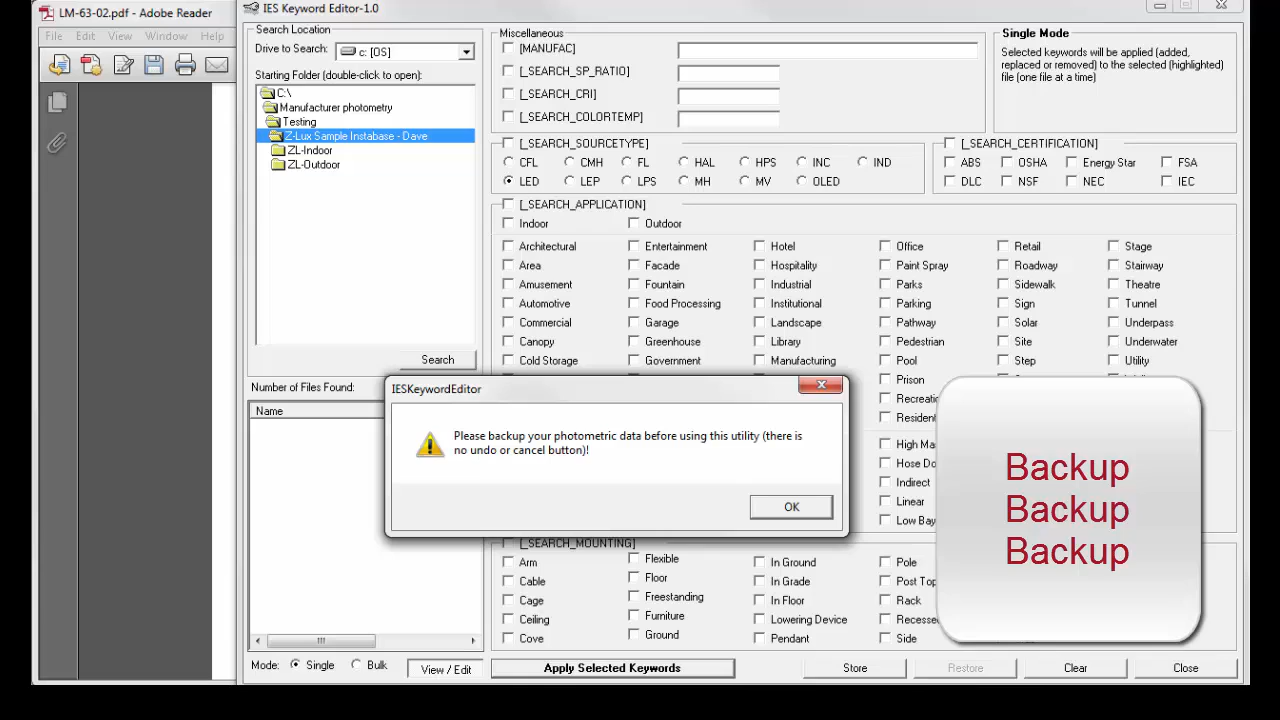 LM-63-02.pdf - Adobe Reader
File Edit View Window Help
IES Keyword Editor-1.0
Search Location
Drive to Search:
c: [OS]
Starting Folder (double-click to open):
C:\
Manufacturer photometry
Testing
Z-Lux Sample Instabase - Dave
ZL-Indoor
ZL-Outdoor
Search
Number of Files Found:
Name
Mode: Single Bulk View / Edit
Miscellaneous
[MANUFAC]
[_SEARCH_SP_RATIO]
[_SEARCH_CRI]
[_SEARCH_COLORTEMP]
Single Mode
Selected keywords will be applied (added,
replaced or removed) to the selected (highlighted)
file (one file at a time)
[_SEARCH_SOURCETYPE]
CFL CMH FL HAL HPS INC IND
LED LEP LPS MH MV OLED
[_SEARCH_CERTIFICATION]
ABS OSHA Energy Star FSA
DLC NSF NEC IEC
[_SEARCH_APPLICATION]
Indoor Outdoor
Architectural Entertainment Hotel Office Retail Stage
Area Facade Hospitality Paint Spray Roadway Stairway
Amusement Fountain Industrial Parks Sidewalk Theatre
Automotive Food Processing Institutional Parking Sign Tunnel
Commercial Garage Landscape Pathway Solar Underpass
Canopy Greenhouse Library Pedestrian Site Underwater
Cold Storage Government Manufacturing Pool Step Utility
Prison
Recreati
Resident
High Ma
Hose Do
Indirect
Linear
Low Bay
IESKeywordEditor
Please backup your photometric data before using this utility (there is
no undo or cancel button)!
OK
Backup
Backup
Backup
[_SEARCH_MOUNTING]
Arm Flexible In Ground Pole
Cable Floor In Grade Post Top
Cage Freestanding In Floor Rack
Ceiling Furniture Lowering Device Recesse
Cove Ground Pendant Side
Apply Selected Keywords Store Restore Clear Close